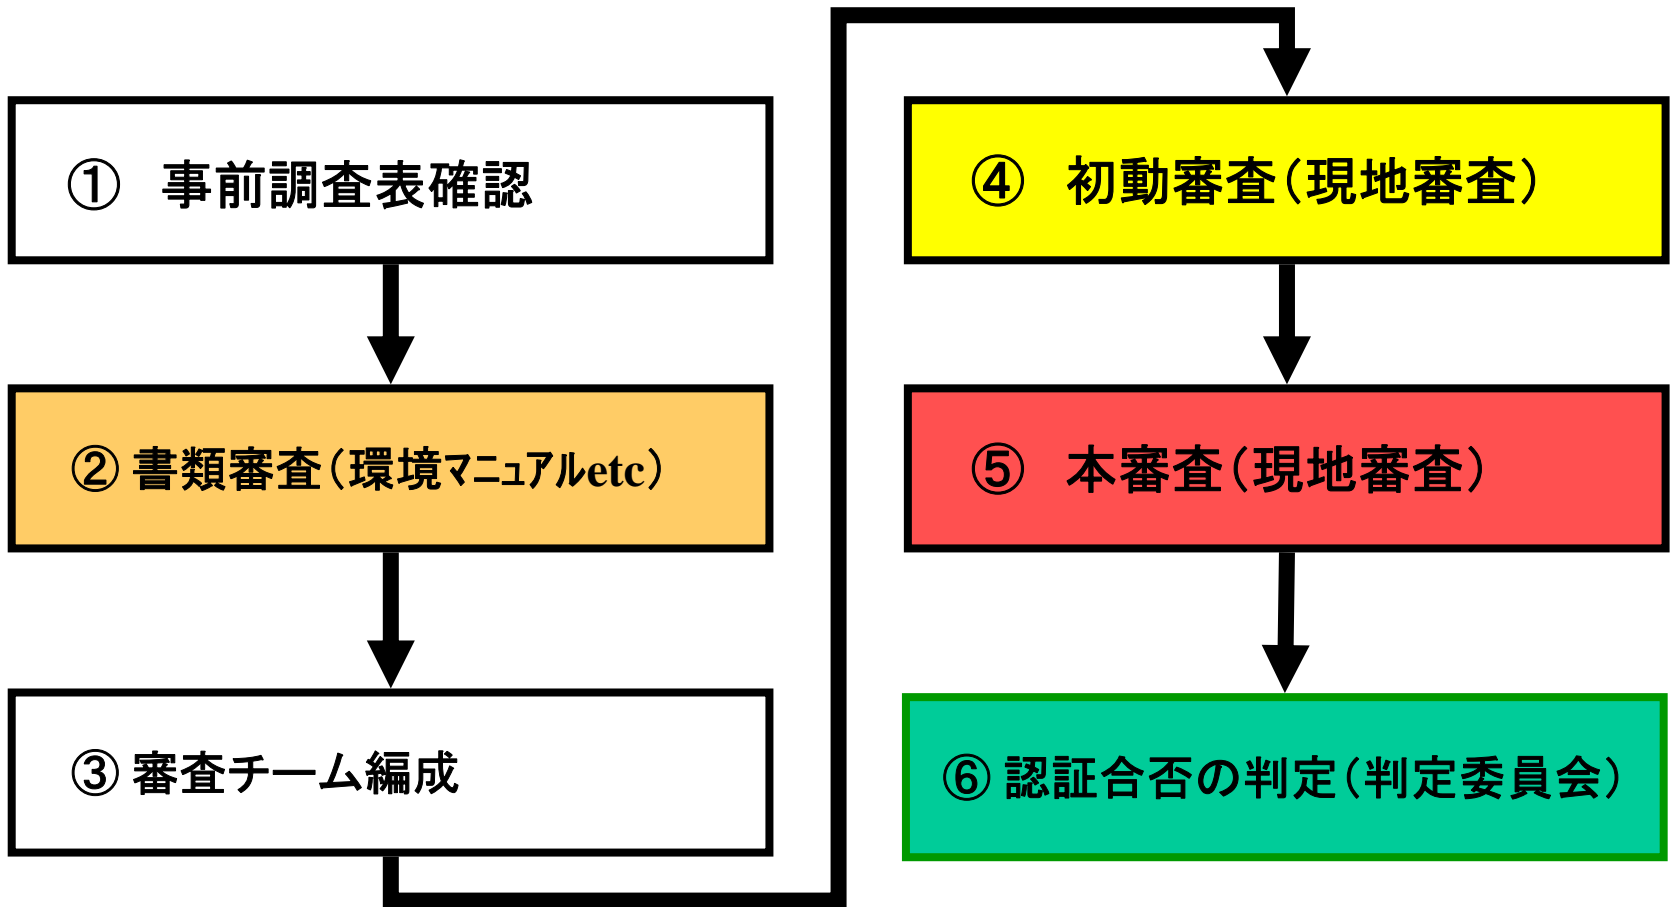 ① 事前調査表確認
② 書類審査(環境ﾏﾆｭｱﾙetc)
③ 審査チーム編成
④ 初動審査(現地審査)
⑤ 本審査(現地審査)
⑥ 認証合否の判定(判定委員会)